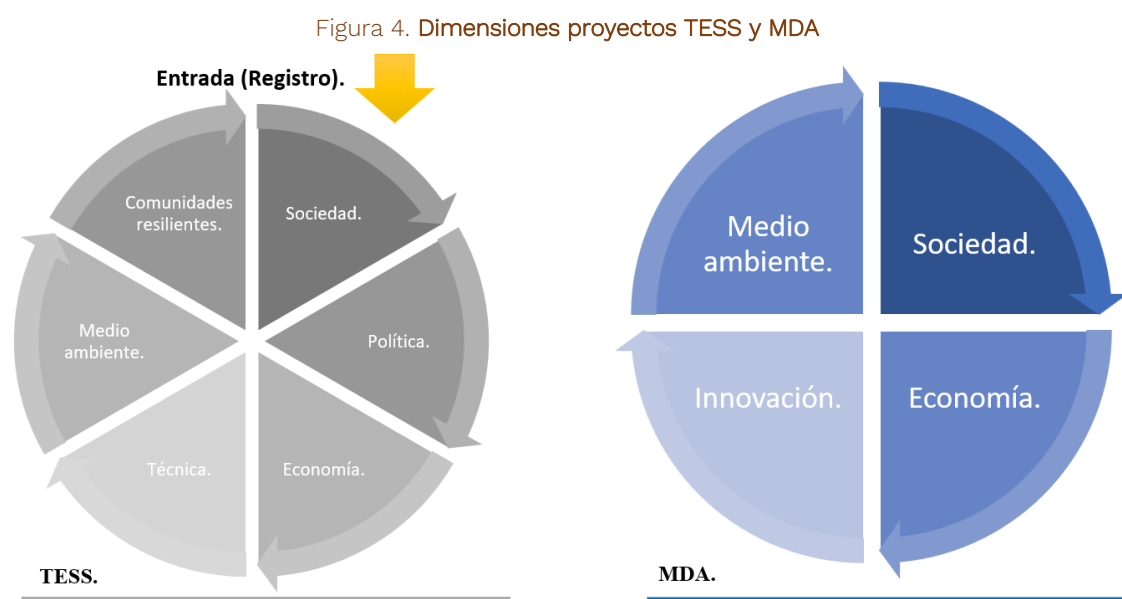 Figura 4. Dimensiones proyectos TESS y MDA
Entrada (Registro).
Comunidades
resilientes.
Sociedad.
Política.
Economía.
Técnica.
Medio
ambiente.
TESS.
Medio
ambiente.
Sociedad.
Economía.
Innovación.
MDA.